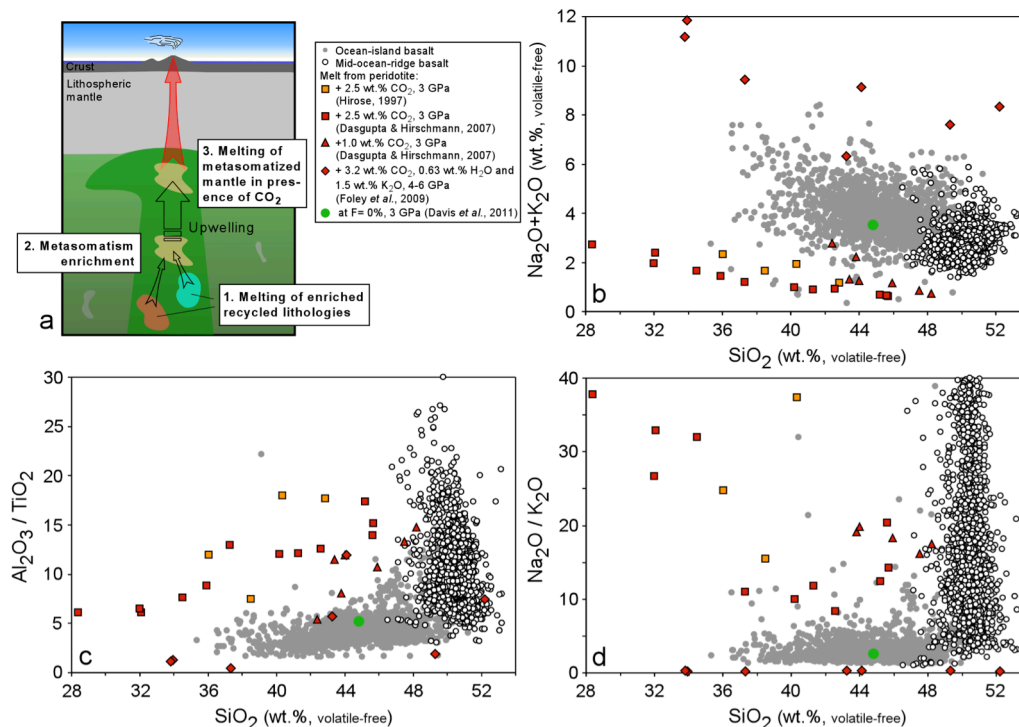 Crust
Lithospheric
mantle
3. Melting of
metasomatized
mantle in pres-
ence of CO2
Upwelling
2. Metasomatism
enrichment
1. Melting of enriched
recycled lithologies
a
Ocean-island basalt
Mid-ocean-ridge basalt
Melt from peridotite:
+ 2.5 wt.% CO2, 3 GPa
(Hirose, 1997)
+ 2.5 wt.% CO2, 3 GPa
(Dasgupta & Hirschmann, 2007)
+1.0 wt.% CO2, 3 GPa
(Dasgupta & Hirschmann, 2007)
+ 3.2 wt.% CO2, 0.63 wt.% H2O and
1.5 wt.% K2O, 4-6 GPa
(Foley et al., 2009)
at F= 0%, 3 GPa (Davis et al., 2011)
Na2O+K2O (wt.%, volatile-free)
12
10
8
6
4
2
0
b
28 32 36 40 44 48 52
SiO2 (wt.%, volatile-free)
Al2O3 / TiO2
30
25
20
15
10
5
0
c
28 32 36 40 44 48 52
SiO2 (wt.%, volatile-free)
Na2O / K2O
40
30
20
10
0
d
28 32 36 40 44 48 52
SiO2 (wt.%, volatile-free)